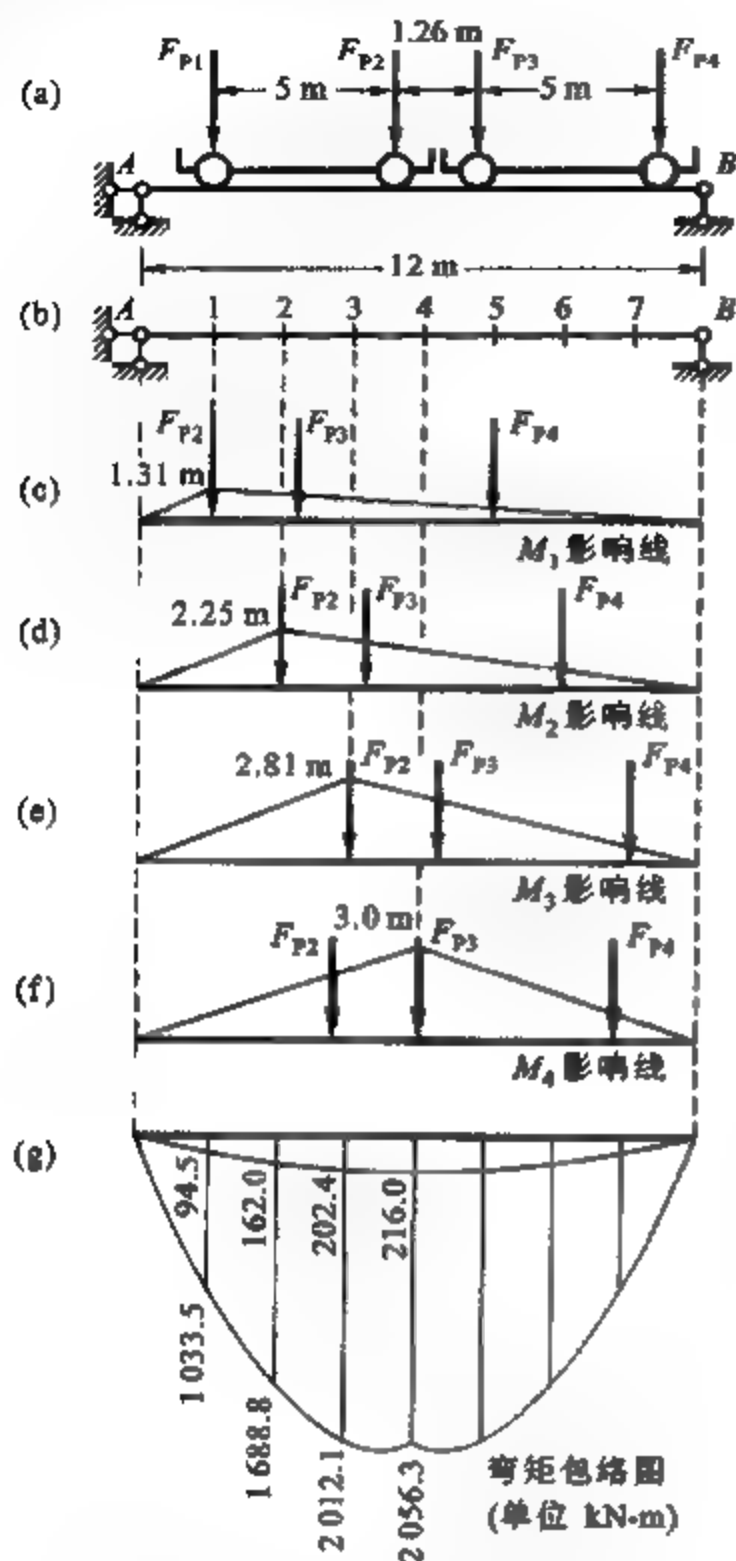 (a) F_P1 5 m F_P2 1.26 m F_P3 5 m F_P4
A B
12 m
(b) A 1 2 3 4 5 6 7 B
(c) 1.31 m F_P2 F_P3 F_P4
M_1 影响线
(d) 2.25 m F_P2 F_P3 F_P4
M_2 影响线
(e) 2.81 m F_P2 F_P3 F_P4
M_3 影响线
(f) F_P2 3.0 m F_P3 F_P4
M_4 影响线
(g)
94.5 162.0 202.4 216.0
1 033.5 1 688.8 2 012.1 2 056.3
弯矩包络图
(单位 kN·m)